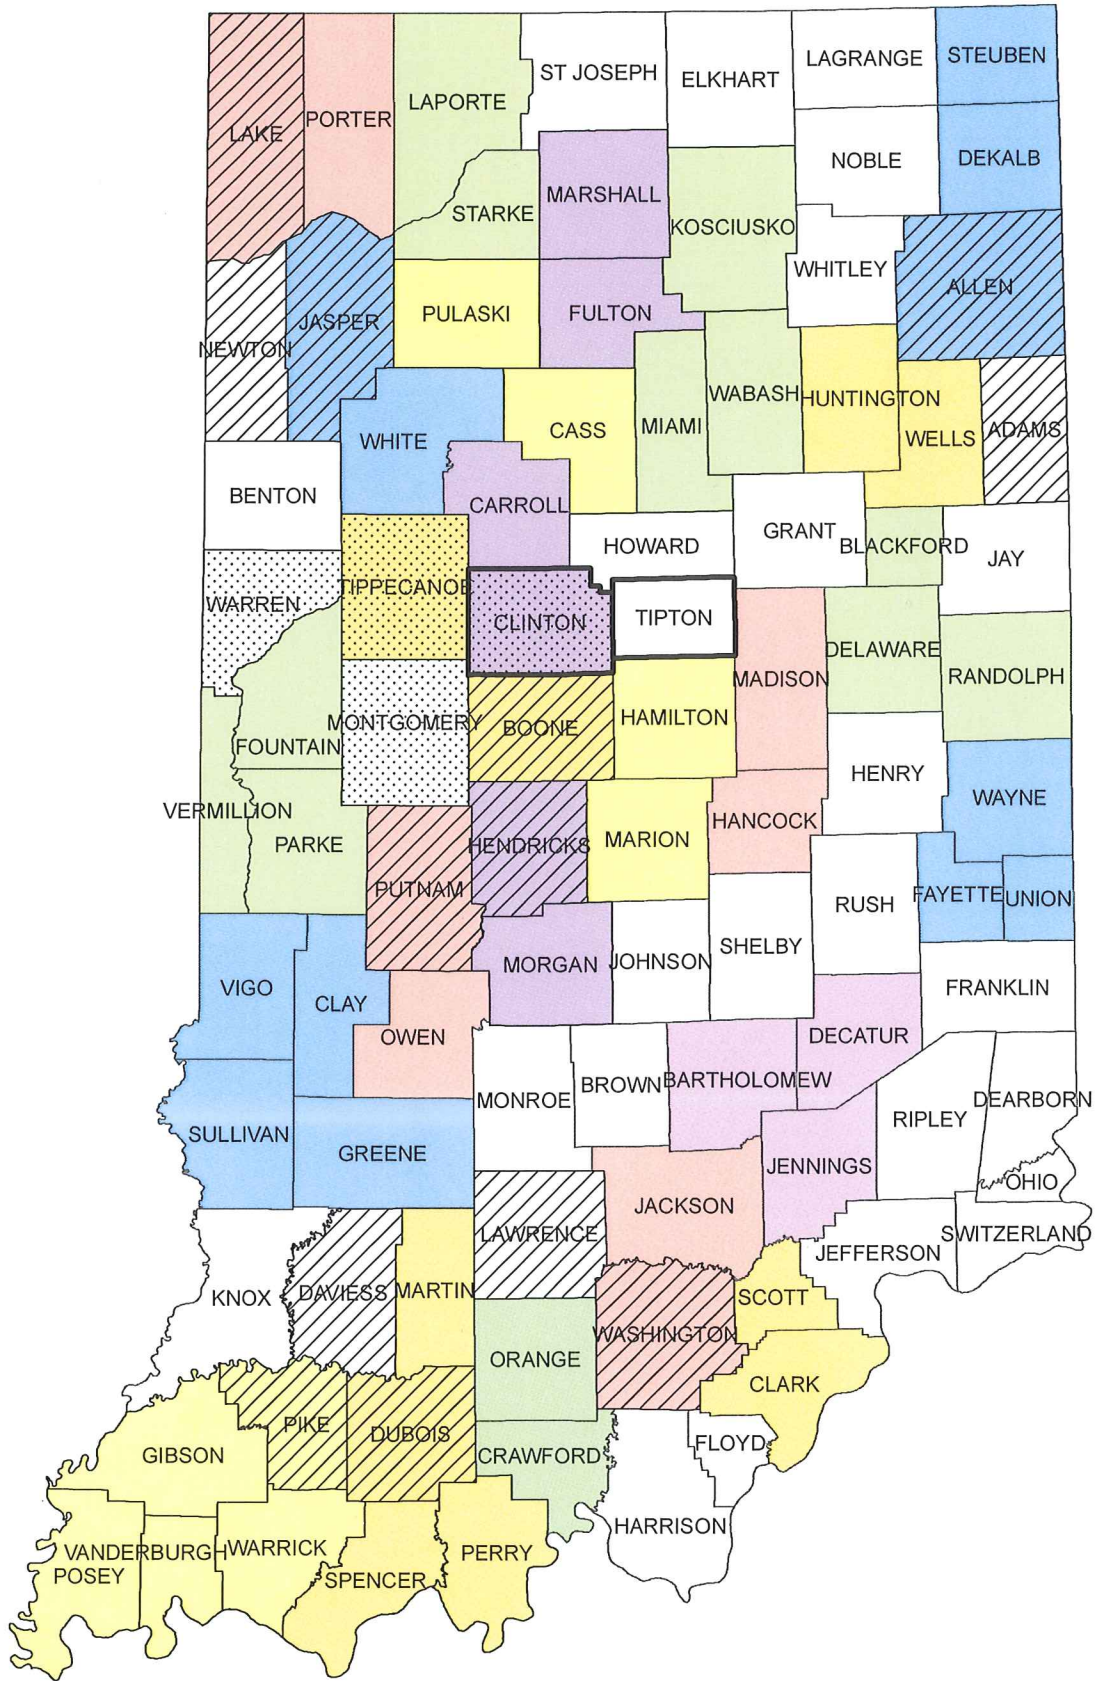 ST JOSEPH
ELKHART
LAGRANGE
STEUBEN
LAPORTE
LAKE
PORTER
NOBLE
DEKALB
MARSHALL
STARKE
KOSCIUSKO
WHITLEY
ALLEN
PULASKI
FULTON
JASPER
NEWTON
WABASH
HUNTINGTON
MIAMI
CASS
WHITE
WELLS
ADAMS
BENTON
CARROLL
GRANT
HOWARD
BLACKFORD
JAY
TIPPECANOE
WARREN
CLINTON
TIPTON
DELAWARE
RANDOLPH
MADISON
HAMILTON
MONTGOMERY
BOONE
FOUNTAIN
HENRY
WAYNE
VERMILLION
HANCOCK
MARION
PARKE
HENDRICKS
PUTNAM
FAYETTE
UNION
RUSH
SHELBY
JOHNSON
MORGAN
VIGO
CLAY
FRANKLIN
OWEN
DECATUR
BARTHOLOMEW
BROWN
MONROE
DEARBORN
RIPLEY
SULLIVAN
GREENE
JENNINGS
OHIO
JACKSON
LAWRENCE
SWITZERLAND
JEFFERSON
KNOX
DAVIESS
MARTIN
SCOTT
WASHINGTON
ORANGE
CLARK
PIKE
DUBOIS
FLOYD
GIBSON
CRAWFORD
HARRISON
VANDERBURGH
WARRICK
PERRY
POSEY
SPENCER